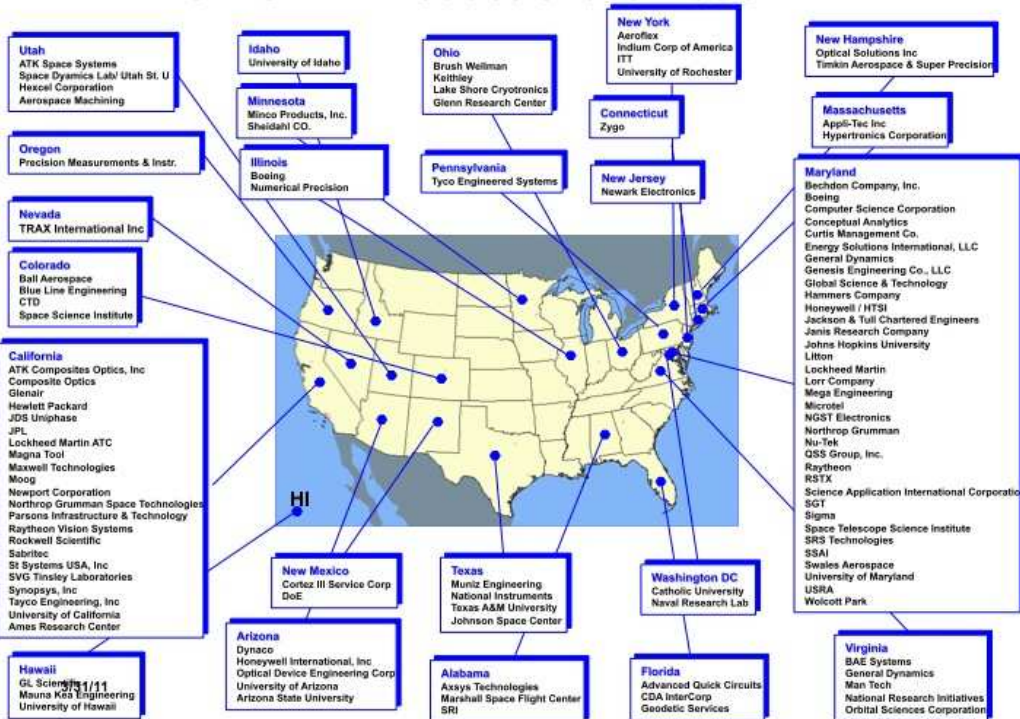 Utah
ATK Space Systems
Space Dyamics Lab/ Utah St. U
Hexcel Corporation
Aerospace Machining
Idaho
University of Idaho
Ohio
Brush Wellman
Keithley
Lake Shore Cryotronics
Glenn Research Center
New York
Aeroflex
Indium Corp of America
ITT
University of Rochester
New Hampshire
Optical Solutions Inc
Timkin Aerospace & Super Precision
Minnesota
Minco Products, Inc.
Sheidahl CO.
Connecticut
Zygo
Massachusetts
Appli-Tec Inc
Hypertronics Corporation
Oregon
Precision Measurements & Instr.
Illinois
Boeing
Numerical Precision
Pennsylvania
Tyco Engineered Systems
New Jersey
Newark Electronics
Maryland
Bechdon Company, Inc.
Boeing
Computer Science Corporation
Conceptual Analytics
Curtis Management Co.
Energy Solutions International, LLC
General Dynamics
Genesis Engineering Co., LLC
Global Science & Technology
Hammers Company
Honeywell / HTSI
Jackson & Tull Chartered Engineers
Janis Research Company
Johns Hopkins University
Litton
Lockheed Martin
Lorr Company
Mega Engineering
Microtel
NGST Electronics
Northrop Grumman
Nu-Tek
QSS Group, Inc.
Raytheon
RSTX
Science Application International Corporatio
SGT
Sigma
Space Telescope Science Institute
SRS Technologies
SSAI
Swales Aerospace
University of Maryland
USRA
Wolcott Park
Nevada
TRAX International Inc
Colorado
Ball Aerospace
Blue Line Engineering
CTD
Space Science Institute
California
ATK Composites Optics, Inc
Composite Optics
Glenair
Hewlett Packard
JDS Uniphase
JPL
Lockheed Martin ATC
Magna Tool
Maxwell Technologies
Moog
Newport Corporation
Northrop Grumman Space Technologies
Parsons Infrastructure & Technology
Raytheon Vision Systems
Rockwell Scientific
Sabritec
St Systems USA, Inc
SVG Tinsley Laboratories
Synopsys, Inc
Tayco Engineering, Inc
University of California
Ames Research Center
HI
New Mexico
Cortez III Service Corp
DoE
Texas
Muniz Engineering
National Instruments
Texas A&M University
Johnson Space Center
Washington DC
Catholic University
Naval Research Lab
Arizona
Dynaco
Honeywell International, Inc
Optical Device Engineering Corp
University of Arizona
Arizona State University
Alabama
Axsys Technologies
Marshall Space Flight Center
SRI
Florida
Advanced Quick Circuits
CDA InterCorp
Geodetic Services
Virginia
BAE Systems
General Dynamics
Man Tech
National Research Initiatives
Orbital Sciences Corporation
Hawaii
GL
Mauna Kea Engineering
University of Hawaii
3/31/11